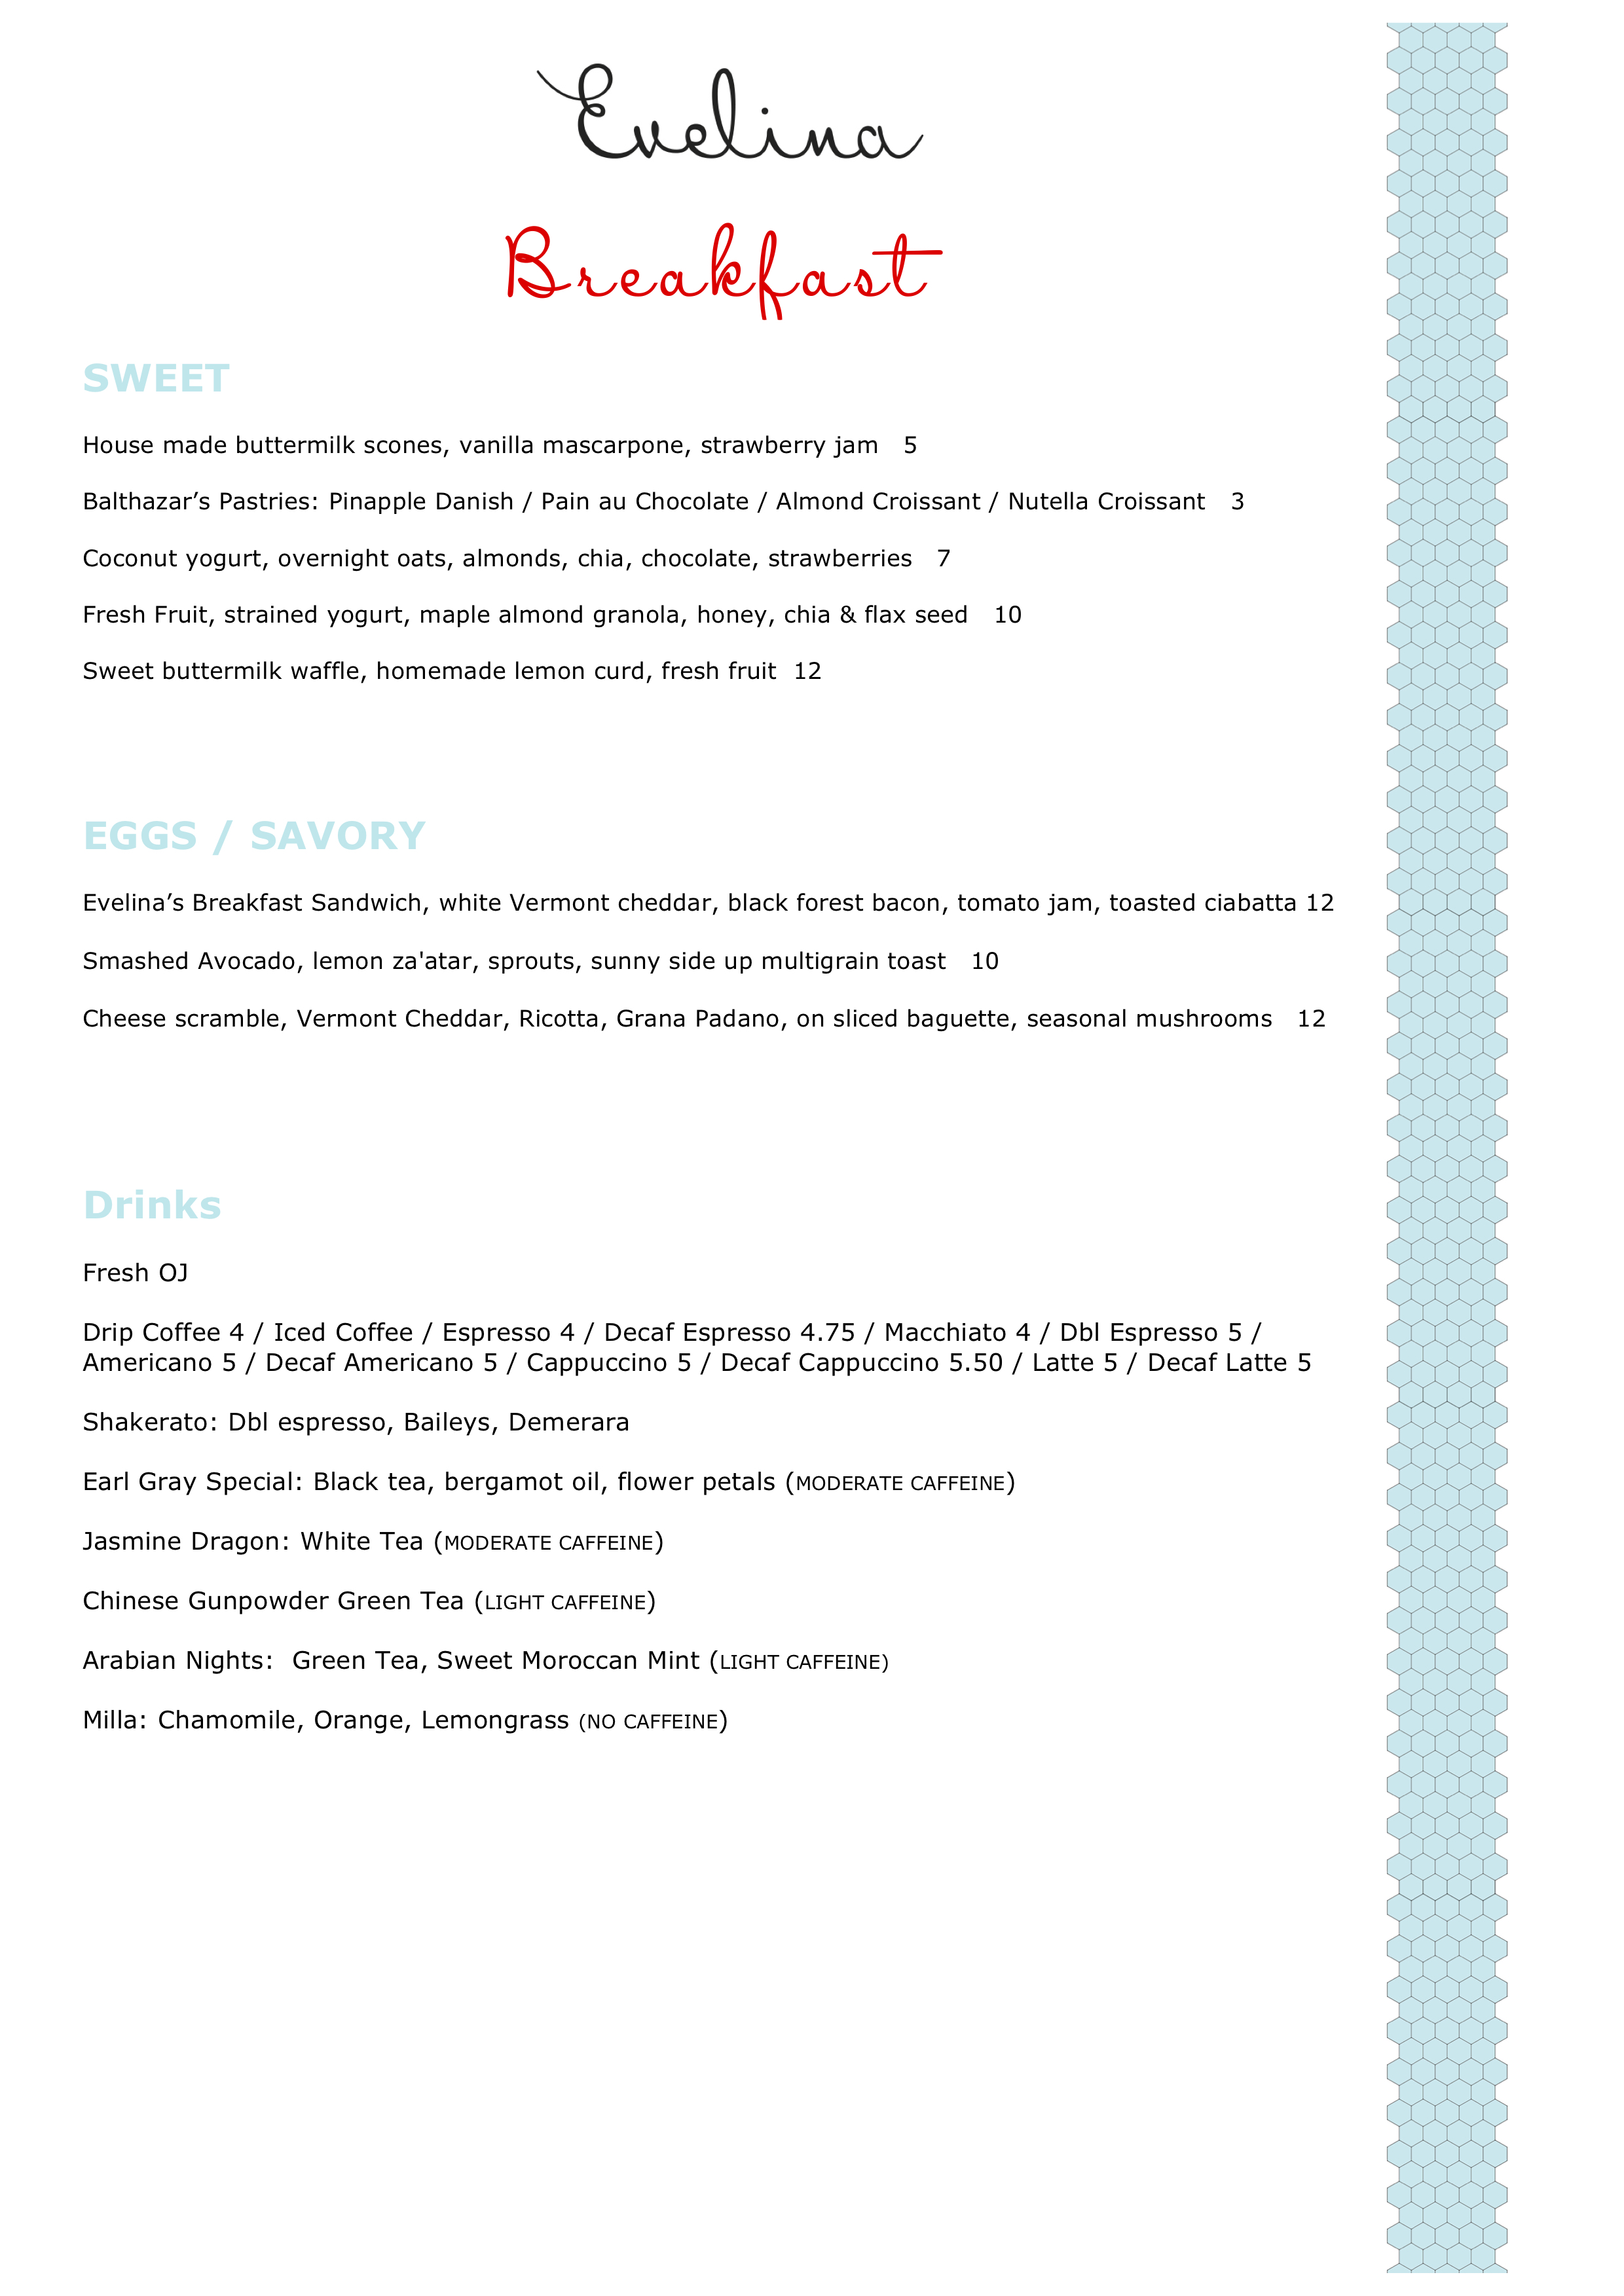 Evelina
Breakfast
SWEET
House made buttermilk scones, vanilla mascarpone, strawberry jam 5
Balthazar’s Pastries: Pinapple Danish / Pain au Chocolate / Almond Croissant / Nutella Croissant 3
Coconut yogurt, overnight oats, almonds, chia, chocolate, strawberries 7
Fresh Fruit, strained yogurt, maple almond granola, honey, chia & flax seed 10
Sweet buttermilk waffle, homemade lemon curd, fresh fruit 12
EGGS / SAVORY
Evelina’s Breakfast Sandwich, white Vermont cheddar, black forest bacon, tomato jam, toasted ciabatta 12
Smashed Avocado, lemon za'atar, sprouts, sunny side up multigrain toast 10
Cheese scramble, Vermont Cheddar, Ricotta, Grana Padano, on sliced baguette, seasonal mushrooms 12
Drinks
Fresh OJ
Drip Coffee 4 / Iced Coffee / Espresso 4 / Decaf Espresso 4.75 / Macchiato 4 / Dbl Espresso 5 /
Americano 5 / Decaf Americano 5 / Cappuccino 5 / Decaf Cappuccino 5.50 / Latte 5 / Decaf Latte 5
Shakerato: Dbl espresso, Baileys, Demerara
Earl Gray Special: Black tea, bergamot oil, flower petals (MODERATE CAFFEINE)
Jasmine Dragon: White Tea (MODERATE CAFFEINE)
Chinese Gunpowder Green Tea (LIGHT CAFFEINE)
Arabian Nights: Green Tea, Sweet Moroccan Mint (LIGHT CAFFEINE)
Milla: Chamomile, Orange, Lemongrass (NO CAFFEINE)